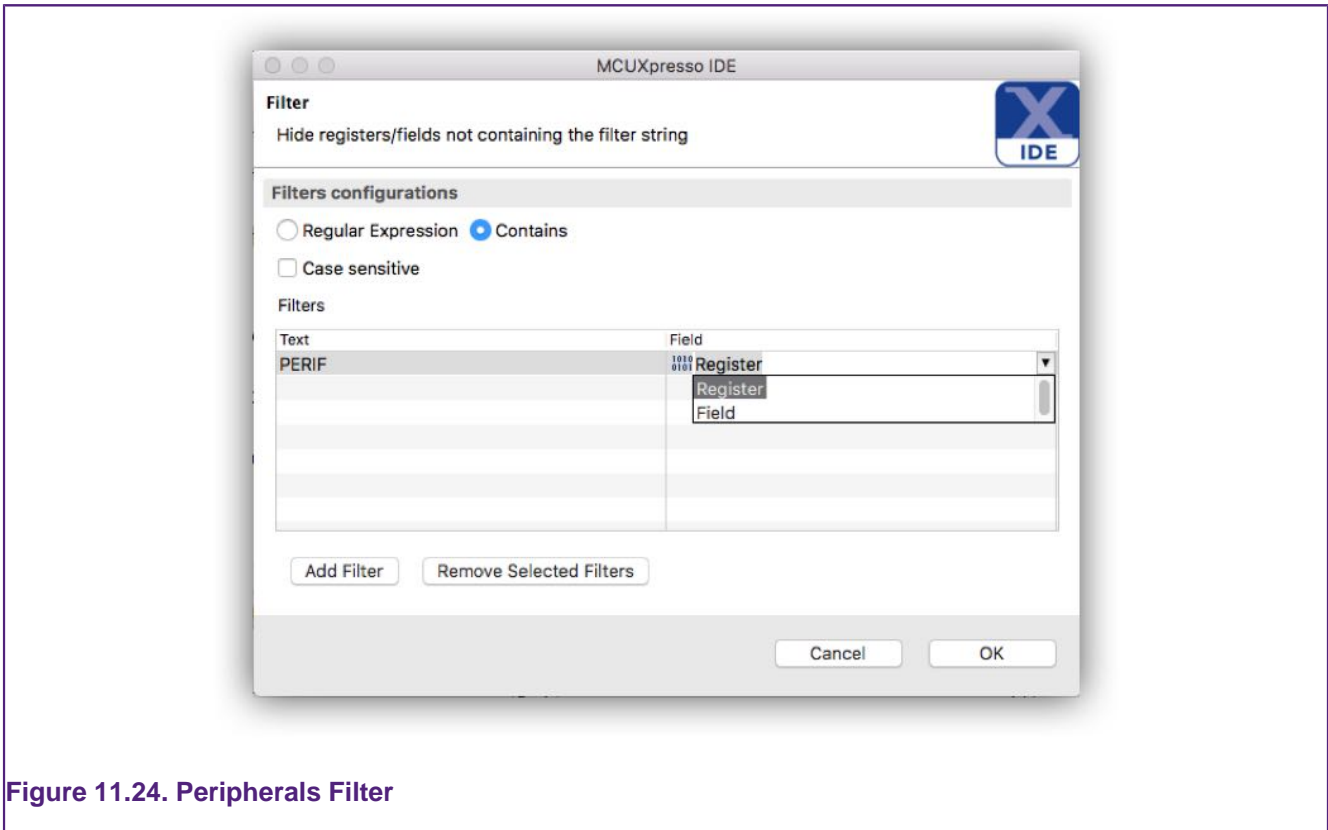 MCUXpresso IDE
Filter
Hide registers/fields not containing the filter string
X
IDE
Filters configurations
Regular Expression Contains
Case sensitive
Filters
Text Field
PERIF 1010 0101 Register
Register
Field
Add Filter Remove Selected Filters
Cancel OK
Figure 11.24. Peripherals Filter